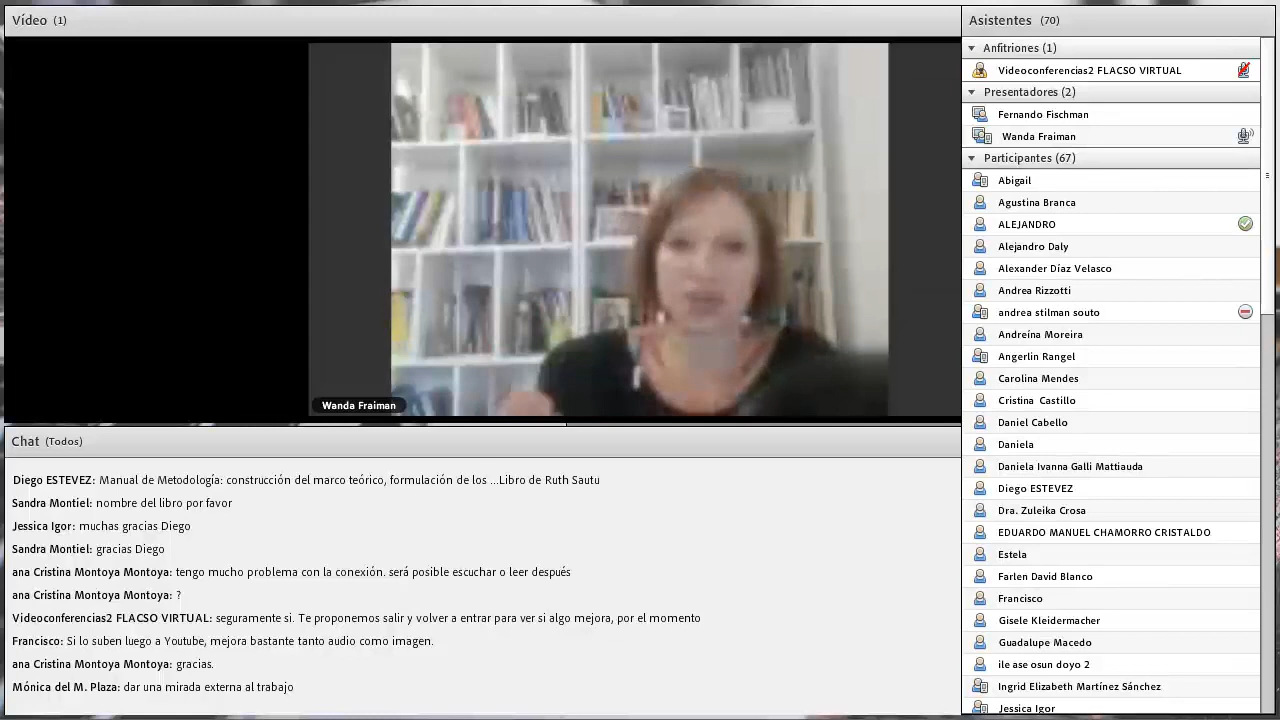 Vídeo (1)
Wanda Fraiman
Chat (Todos)
Diego ESTEVEZ: Manual de Metodología: construcción del marco teórico, formulación de los ...Libro de Ruth Sautu
Sandra Montiel: nombre del libro por favor
Jessica Igor: muchas gracias Diego
Sandra Montiel: gracias Diego
ana Cristina Montoya Montoya: tengo mucho problema con la conexión. será posible escuchar o leer después
ana Cristina Montoya Montoya: ?
Videoconferencias2 FLACSO VIRTUAL: seguramente si. Te proponemos salir y volver a entrar para ver si algo mejora, por el momento
Francisco: Si lo suben luego a Youtube, mejora bastante tanto audio como imagen.
ana Cristina Montoya Montoya: gracias.
Mónica del M. Plaza: dar una mirada externa al trabajo
Asistentes (70)
Anfitriones (1)
Videoconferencias2 FLACSO VIRTUAL
Presentadores (2)
Fernando Fischman
Wanda Fraiman
Participantes (67)
Abigail
Agustina Branca
ALEJANDRO
Alejandro Daly
Alexander Díaz Velasco
Andrea Rizzotti
andrea stilman souto
Andreína Moreira
Angerlin Rangel
Carolina Mendes
Cristina Castillo
Daniel Cabello
Daniela
Daniela Ivanna Galli Mattiauda
Diego ESTEVEZ
Dra. Zuleika Crosa
EDUARDO MANUEL CHAMORRO CRISTALDO
Estela
Farlen David Blanco
Francisco
Gisele Kleidermacher
Guadalupe Macedo
ile ase osun doyo 2
Ingrid Elizabeth Martínez Sánchez
Jessica Igor